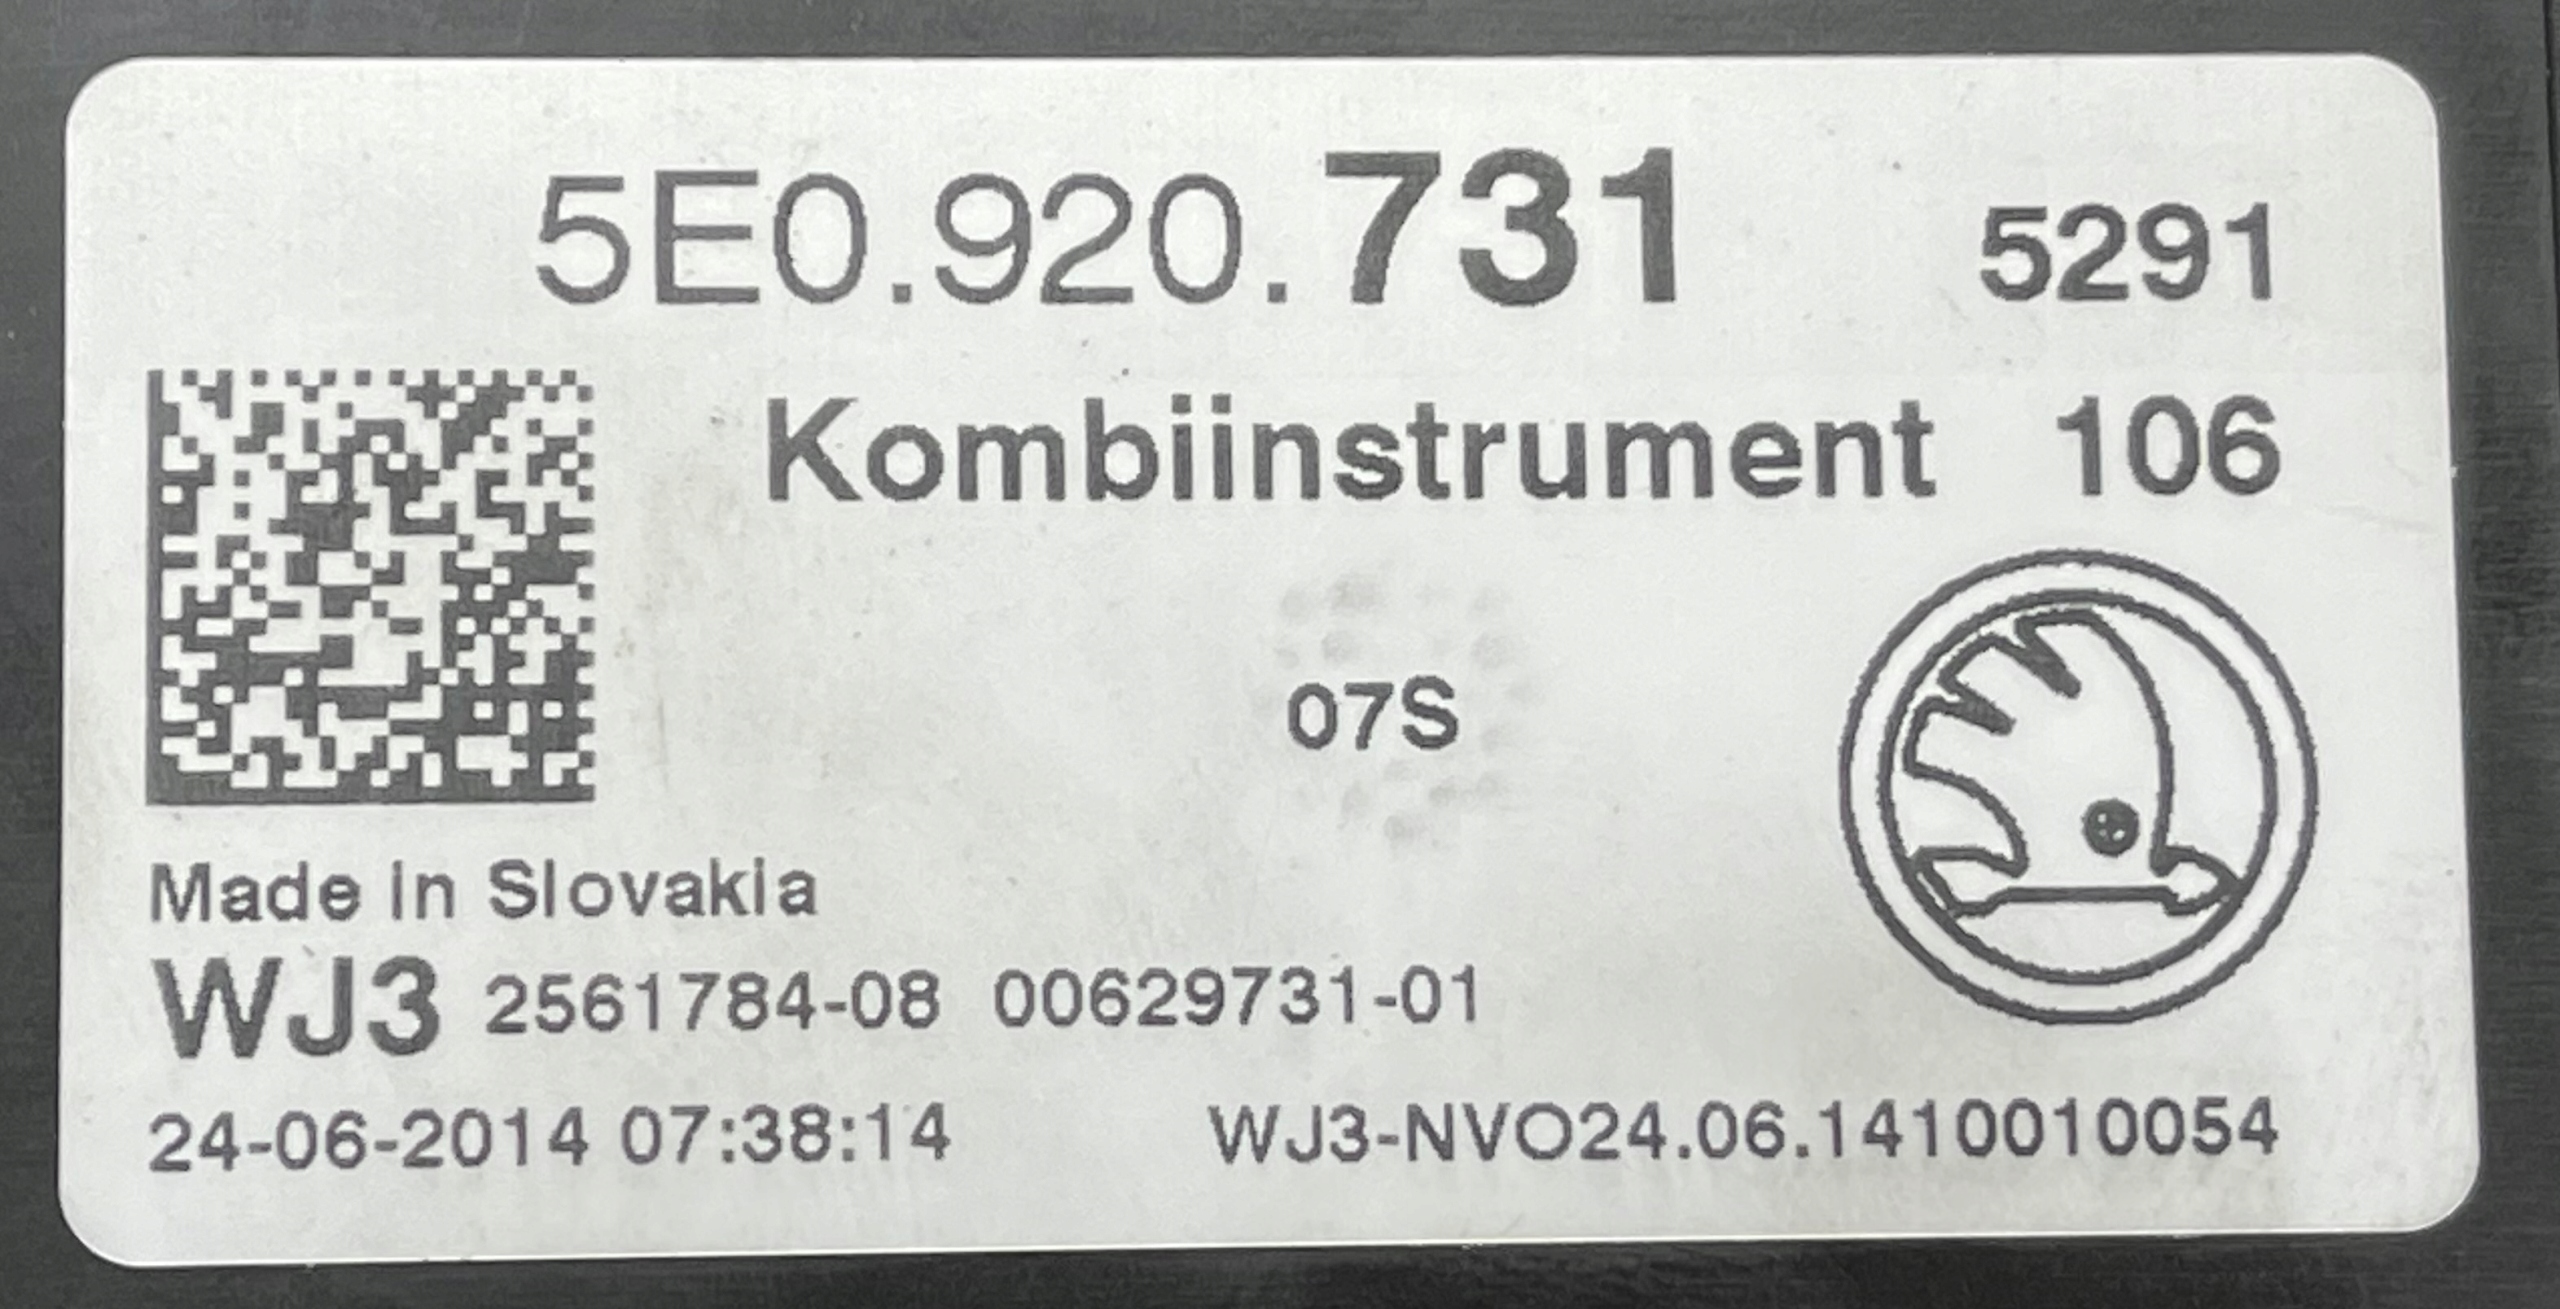 5E0.920.731 5291
Kombiinstrument 106
07S
Made in Slovakia
WJ3 2561784-08 00629731-01
24-06-2014 07:38:14 WJ3-NVO24.06.1410010054